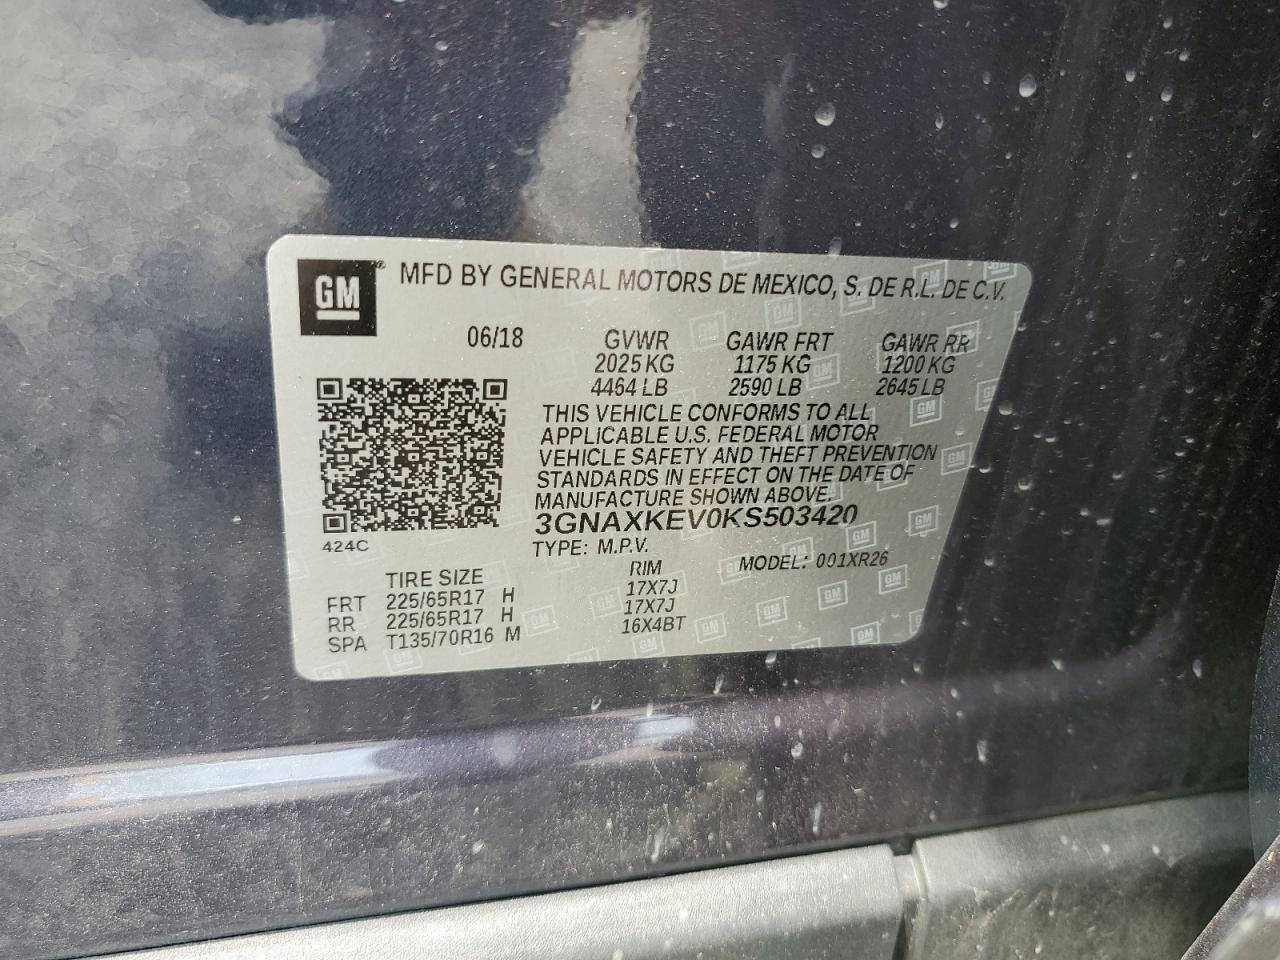 GM MFD BY GENERAL MOTORS DE MEXICO, S. DE R.L. DE C.V.
06/18 GVWR GAWR FRT GAWR RR
2025 KG 1175 KG 1200 KG
4464 LB 2590 LB 2645 LB
THIS VEHICLE CONFORMS TO ALL
APPLICABLE U.S. FEDERAL MOTOR
VEHICLE SAFETY AND THEFT PREVENTION
STANDARDS IN EFFECT ON THE DATE OF
MANUFACTURE SHOWN ABOVE.
3GNAXKEV0KS503420
424C
TYPE: M.P.V. MODEL: 001XR26
TIRE SIZE RIM
FRT 225/65R17 H 17X7J
RR 225/65R17 H 17X7J
SPA T135/70R16 M 16X4BT